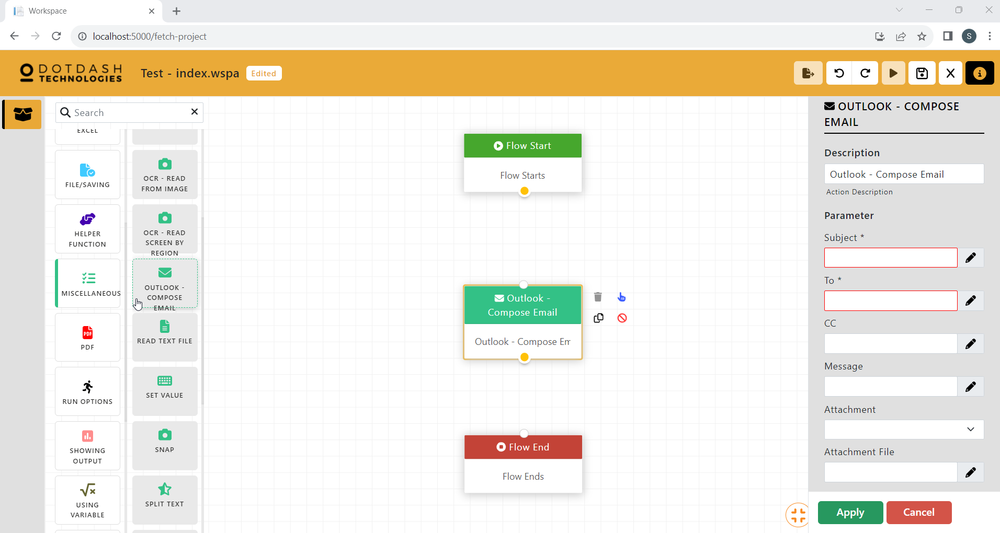 Workspace
localhost:5000/fetch-project
S
DOTDASH
TECHNOLOGIES
Test - index.wspa
Edited
Search
EXCEL
FILE/SAVING
HELPER
FUNCTION
MISCELLANEOUS
PDF
PDF
RUN OPTIONS
SHOWING
OUTPUT
USING
VARIABLE
OCR - READ
FROM IMAGE
OCR - READ
SCREEN BY
REGION
OUTLOOK -
COMPOSE
EMAIL
READ TEXT FILE
SET VALUE
SNAP
SPLIT TEXT
Flow Start
Flow Starts
Outlook -
Compose Email
Outlook - Compose Em
Flow End
Flow Ends
OUTLOOK - COMPOSE
EMAIL
Description
Outlook - Compose Email
Action Description
Parameter
Subject *
To *
CC
Message
Attachment
Attachment File
Apply
Cancel